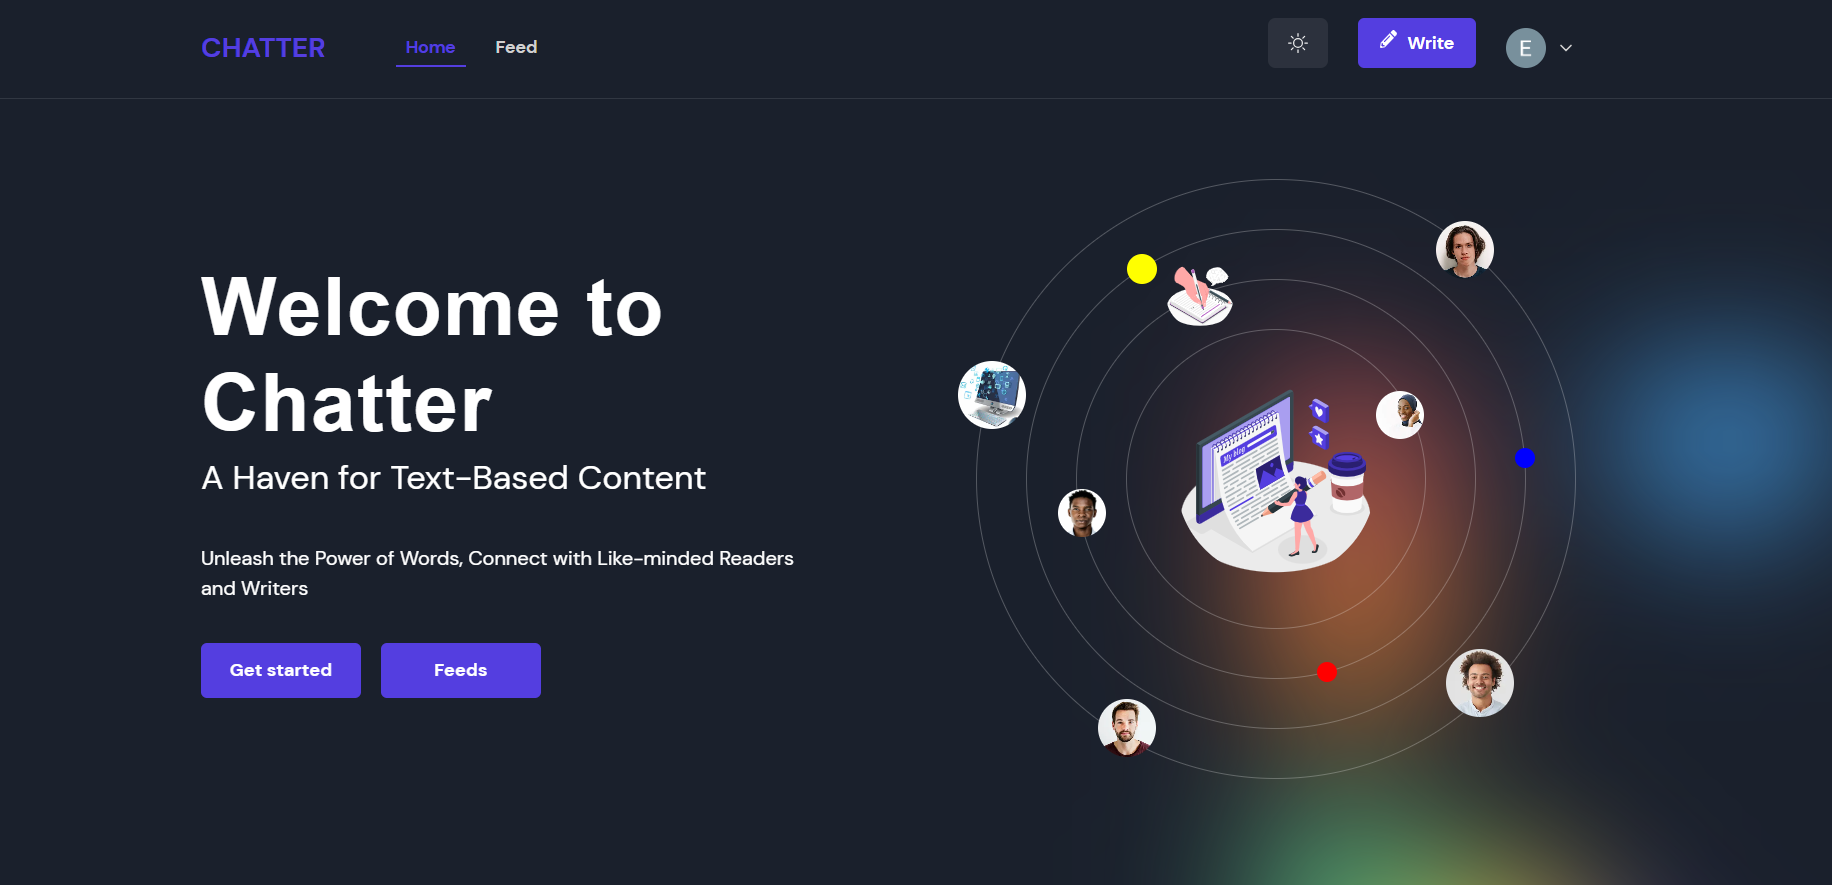 CHATTER
Home
Feed
Write
E
Welcome to
Chatter
A Haven for Text-Based Content
Unleash the Power of Words, Connect with Like-minded Readers
and Writers
Get started
Feeds
My blog